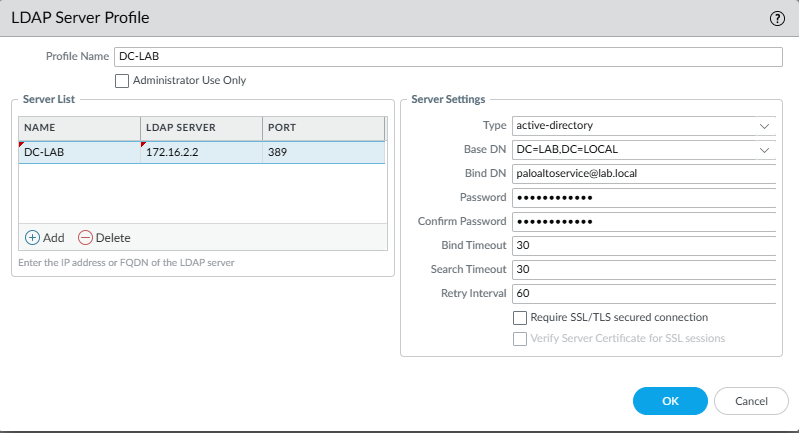 LDAP Server Profile
Profile Name DC-LAB
Administrator Use Only
Server List
NAME LDAP SERVER PORT
DC-LAB 172.16.2.2 389
Add Delete
Enter the IP address or FQDN of the LDAP server
Server Settings
Type active-directory
Base DN DC=LAB,DC=LOCAL
Bind DN paloaltoservice@lab.local
Password ••••••••••••
Confirm Password ••••••••••••
Bind Timeout 30
Search Timeout 30
Retry Interval 60
Require SSL/TLS secured connection
Verify Server Certificate for SSL sessions
OK Cancel